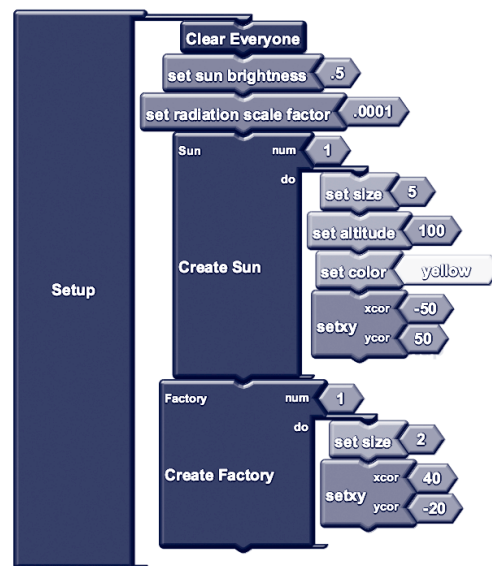 Clear Everyone
set sun brightness .5
set radiation scale factor .0001
Sun num 1
do
set size 5
set altitude 100
Create Sun
set color yellow
Setup
xcor -50
setxy
ycor 50
Factory num 1
do
set size 2
Create Factory
xcor 40
setxy
ycor -20